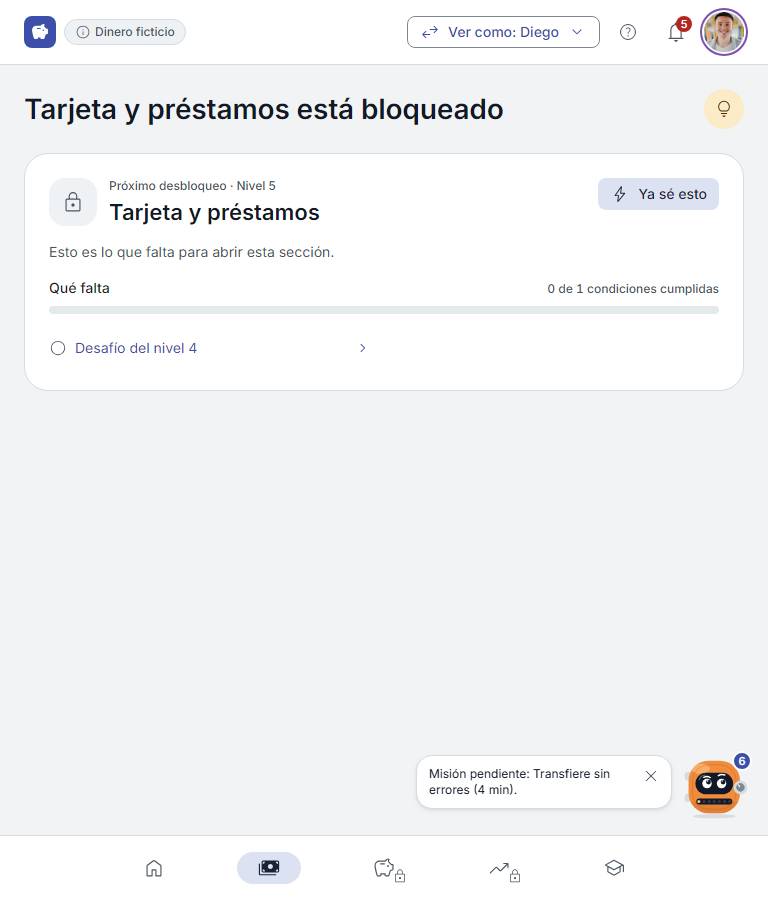 Dinero ficticio
Ver como: Diego
5
Tarjeta y préstamos está bloqueado
Próximo desbloqueo · Nivel 5
Tarjeta y préstamos
Ya sé esto
Esto es lo que falta para abrir esta sección.
Qué falta
0 de 1 condiciones cumplidas
Desafío del nivel 4
Misión pendiente: Transfiere sin
errores (4 min).
6